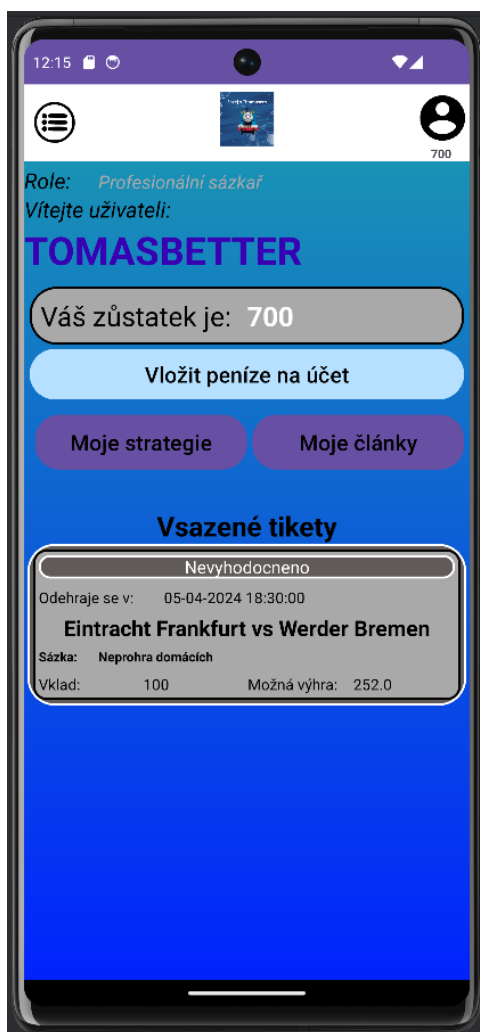 12:15
700
Role: Profesionální sázkař
Vítejte uživateli:
TOMASBETTER
Váš zůstatek je: 700
Vložit peníze na účet
Moje strategie Moje články
Vsazené tikety
Nevyhodocneno
Odehraje se v: 05-04-2024 18:30:00
Eintracht Frankfurt vs Werder Bremen
Sázka: Neprohra domácích
Vklad: 100 Možná výhra: 252.0